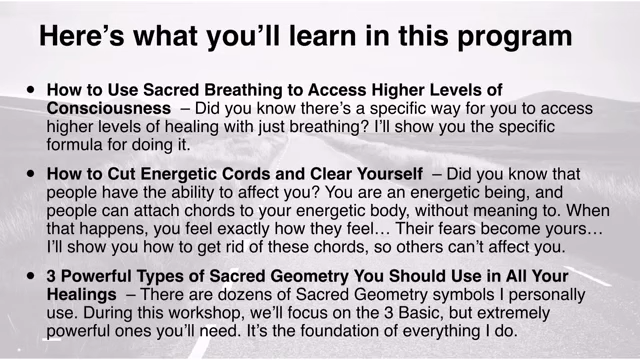 Here's what you'll learn in this program
• How to Use Sacred Breathing to Access Higher Levels of
Consciousness – Did you know there's a specific way for you to access
higher levels of healing with just breathing? I'll show you the specific
formula for doing it.
• How to Cut Energetic Cords and Clear Yourself – Did you know that
people have the ability to affect you? You are an energetic being, and
people can attach chords to your energetic body, without meaning to. When
that happens, you feel exactly how they feel… Their fears become yours…
I'll show you how to get rid of these chords, so others can't affect you.
• 3 Powerful Types of Sacred Geometry You Should Use in All Your
Healings – There are dozens of Sacred Geometry symbols I personally
use. During this workshop, we'll focus on the 3 Basic, but extremely
powerful ones you'll need. It's the foundation of everything I do.